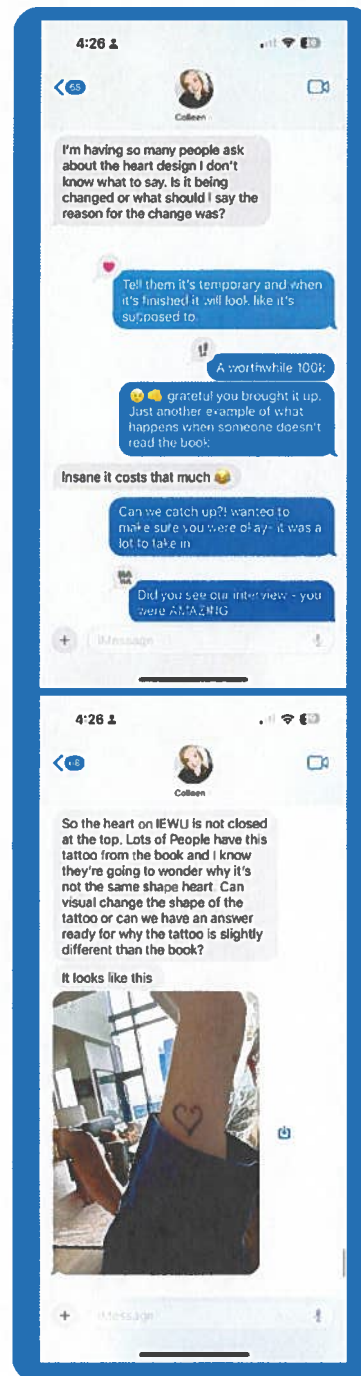 4:26
65
Colleen
I'm having so many people ask
about the heart design I don't
know what to say. Is it being
changed or what should I say the
reason for the change was?
Tell them it's temporary and when
it's finished it will look like it's
supposed to
!!
A worthwhile 100k
grateful you brought it up.
Just another example of what
happens when someone doesn't
read the book
Insane it costs that much
Can we catch up?! wanted to
make sure you were okay- it was a
lot to take in
HA
HA
Did you see our interview - you
were AMAZING
iMessage
4:26
Colleen
So the heart on IEWU is not closed
at the top. Lots of People have this
tattoo from the book and I know
they're going to wonder why it's
not the same shape heart. Can
visual change the shape of the
tattoo or can we have an answer
ready for why the tattoo is slightly
different than the book?
It looks like this
iMessage